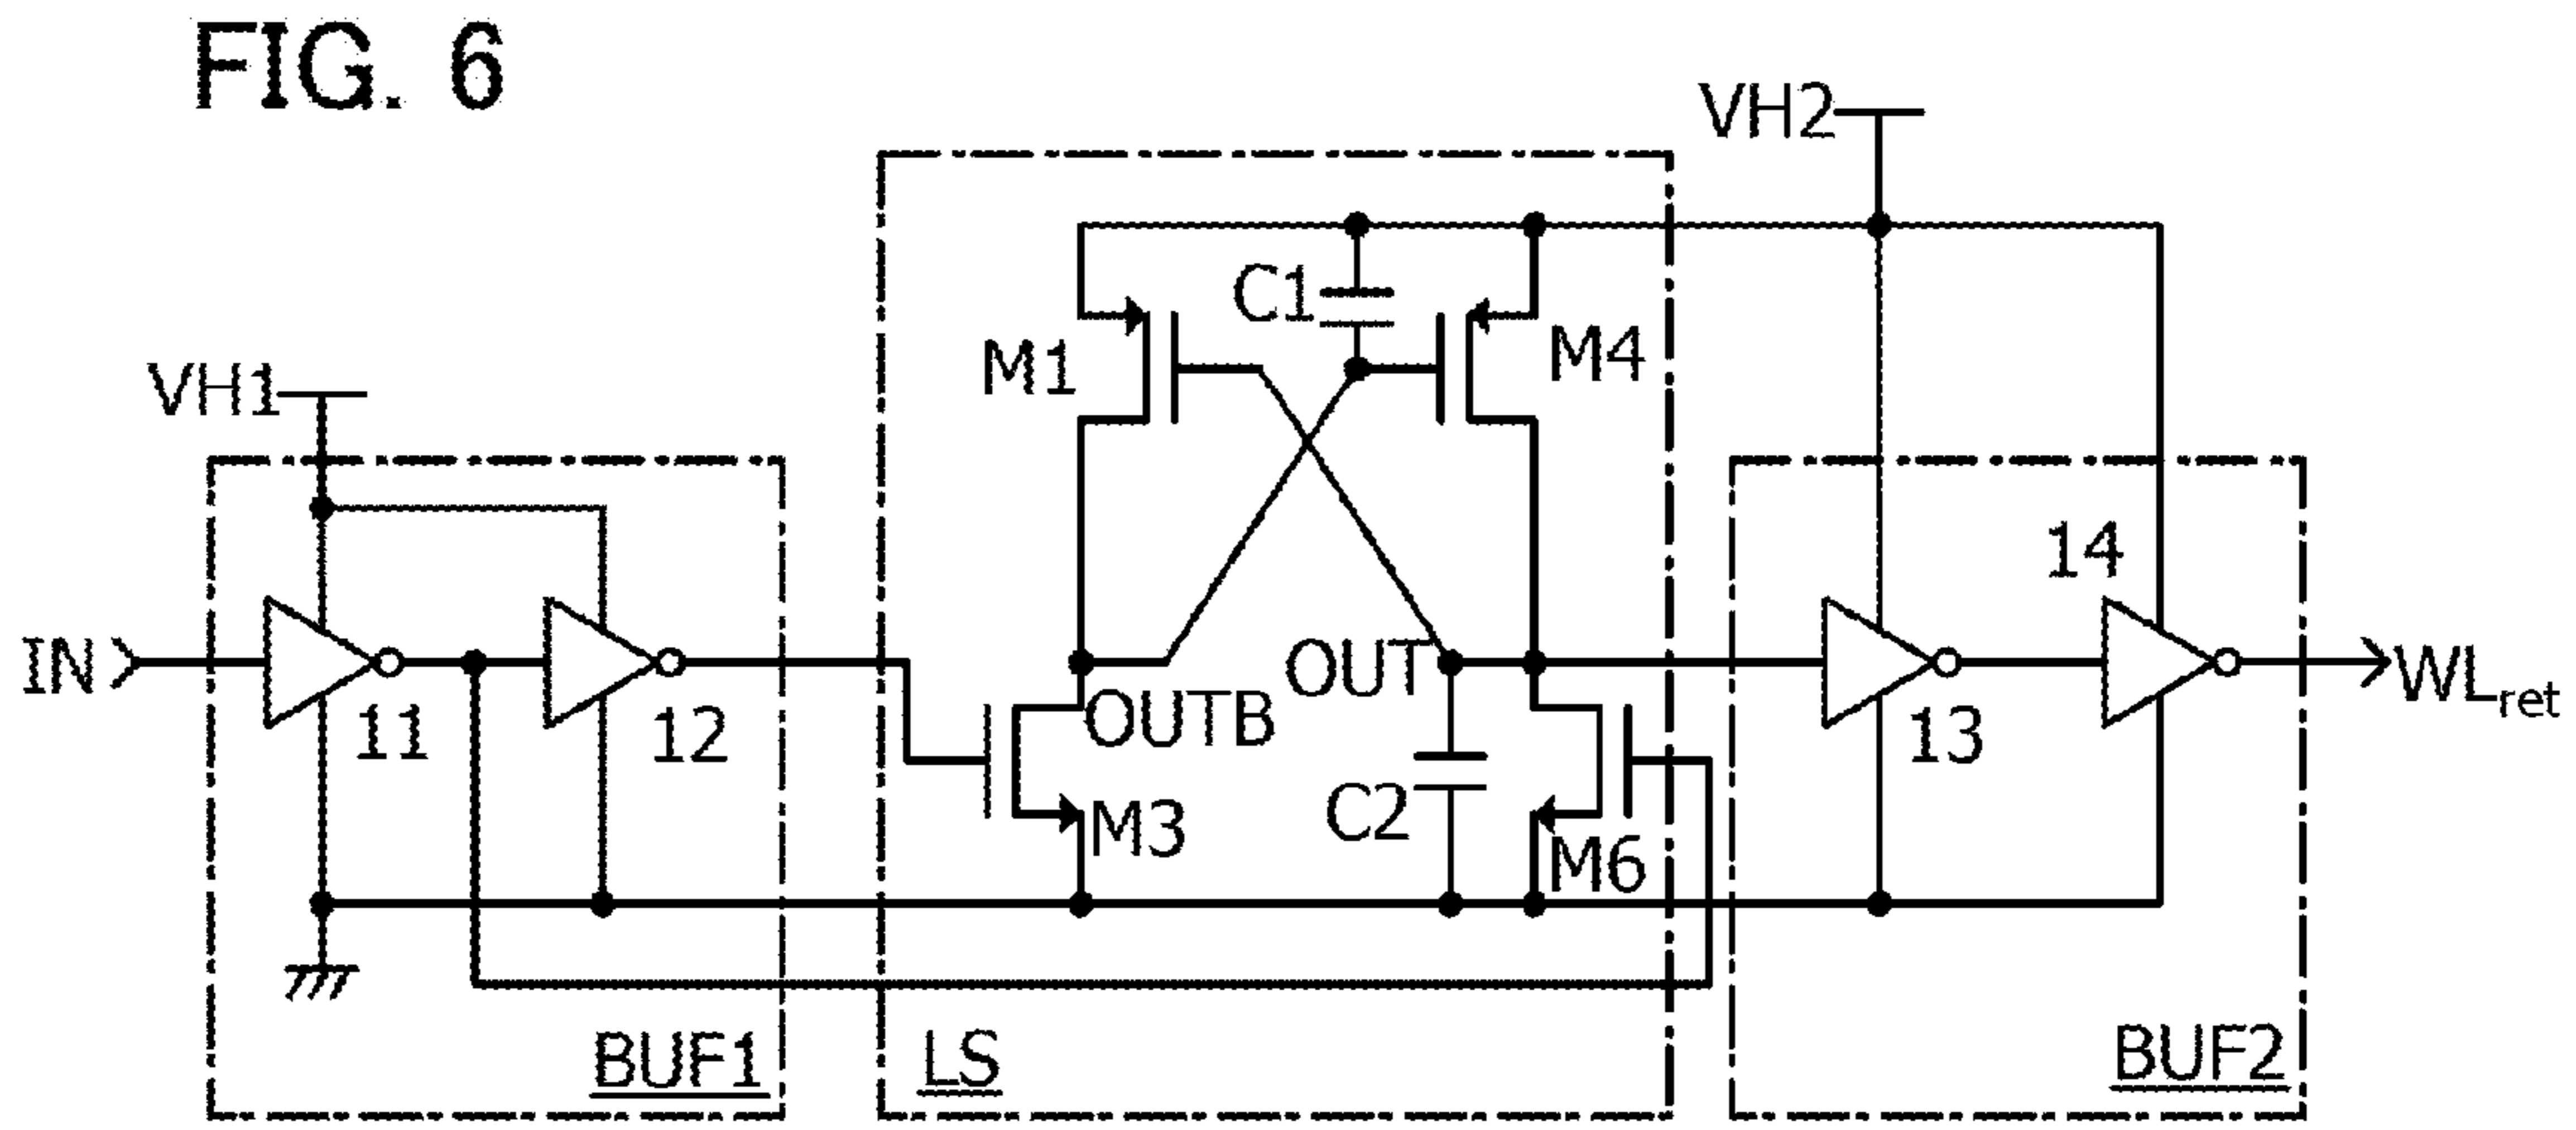 FIG. 6
VH2
C1
M1
M4
VH1
14
IN
OUT
WLret
OUTB
11
12
13
C2
M3
M6
BUF1
LS
BUF2